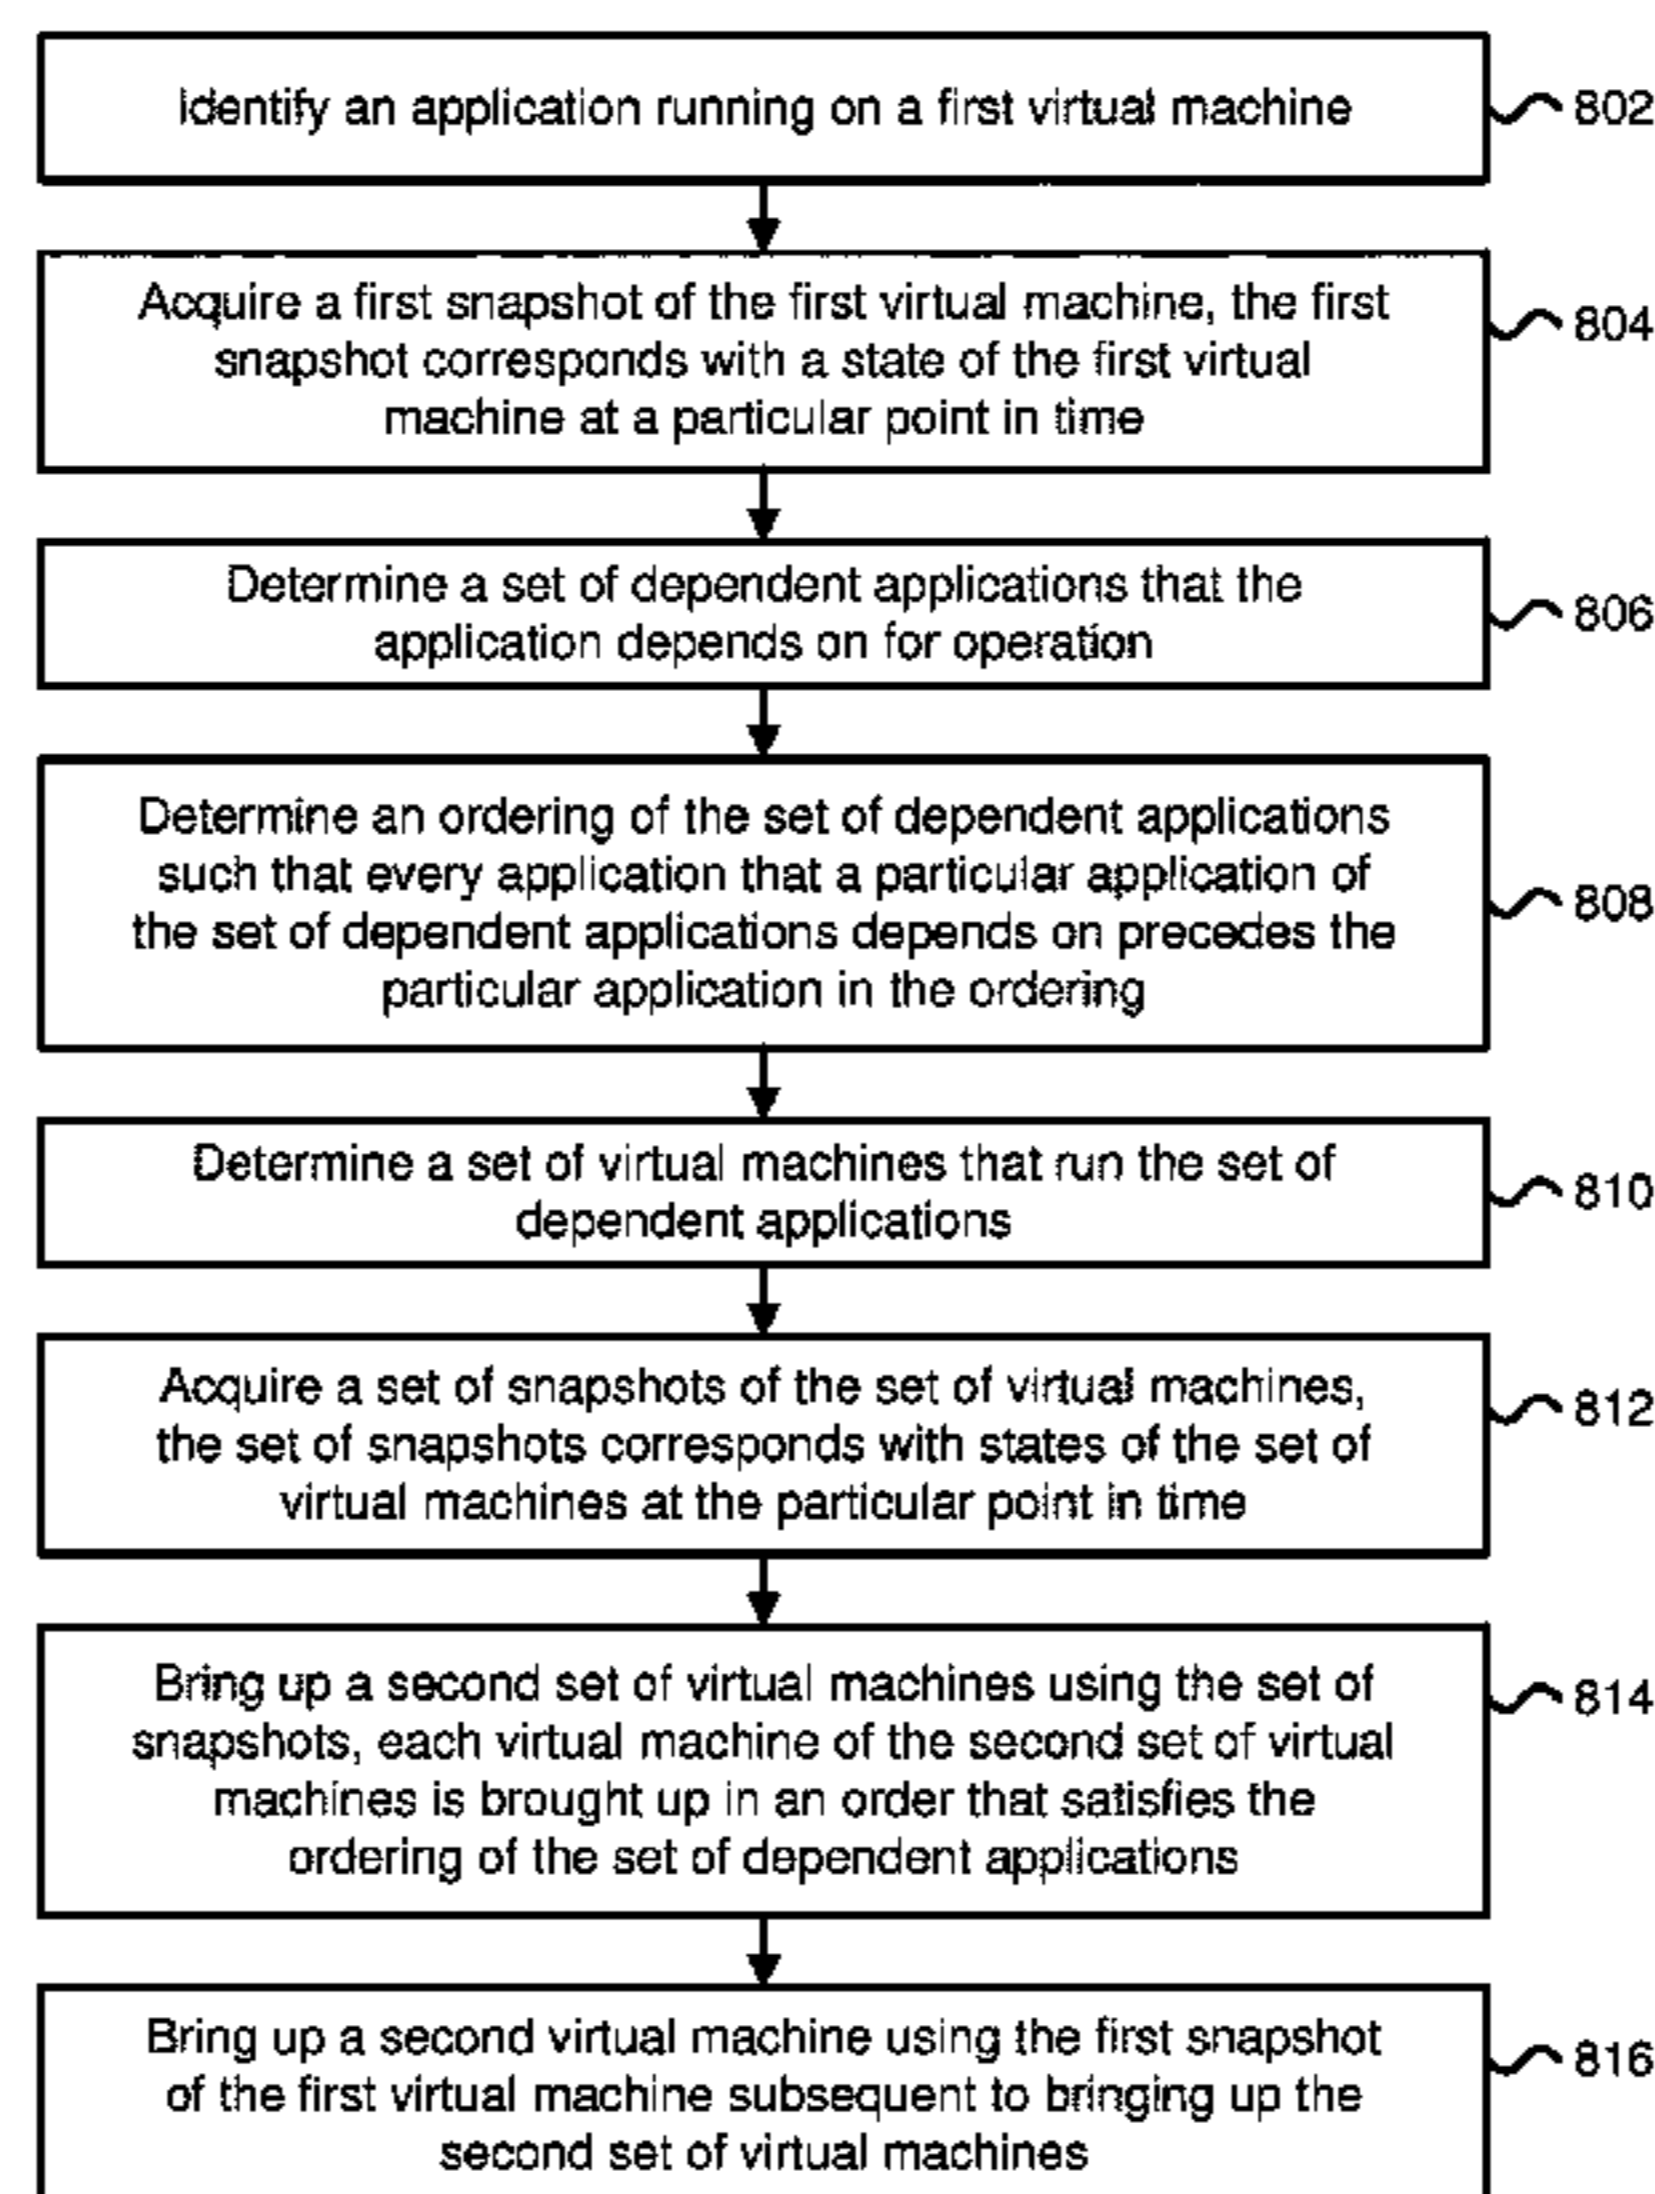 Identify an application running on a first virtual machine
802
Acquire a first snapshot of the first virtual machine, the first
snapshot corresponds with a state of the first virtual
machine at a particular point in time
804
Determine a set of dependent applications that the
application depends on for operation
806
Determine an ordering of the set of dependent applications
such that every application that a particular application of
the set of dependent applications depends on precedes the
particular application in the ordering
808
Determine a set of virtual machines that run the set of
dependent applications
810
Acquire a set of snapshots of the set of virtual machines,
the set of snapshots corresponds with states of the set of
virtual machines at the particular point in time
812
Bring up a second set of virtual machines using the set of
snapshots, each virtual machine of the second set of virtual
machines is brought up in an order that satisfies the
ordering of the set of dependent applications
814
Bring up a second virtual machine using the first snapshot
of the first virtual machine subsequent to bringing up the
second set of virtual machines
816